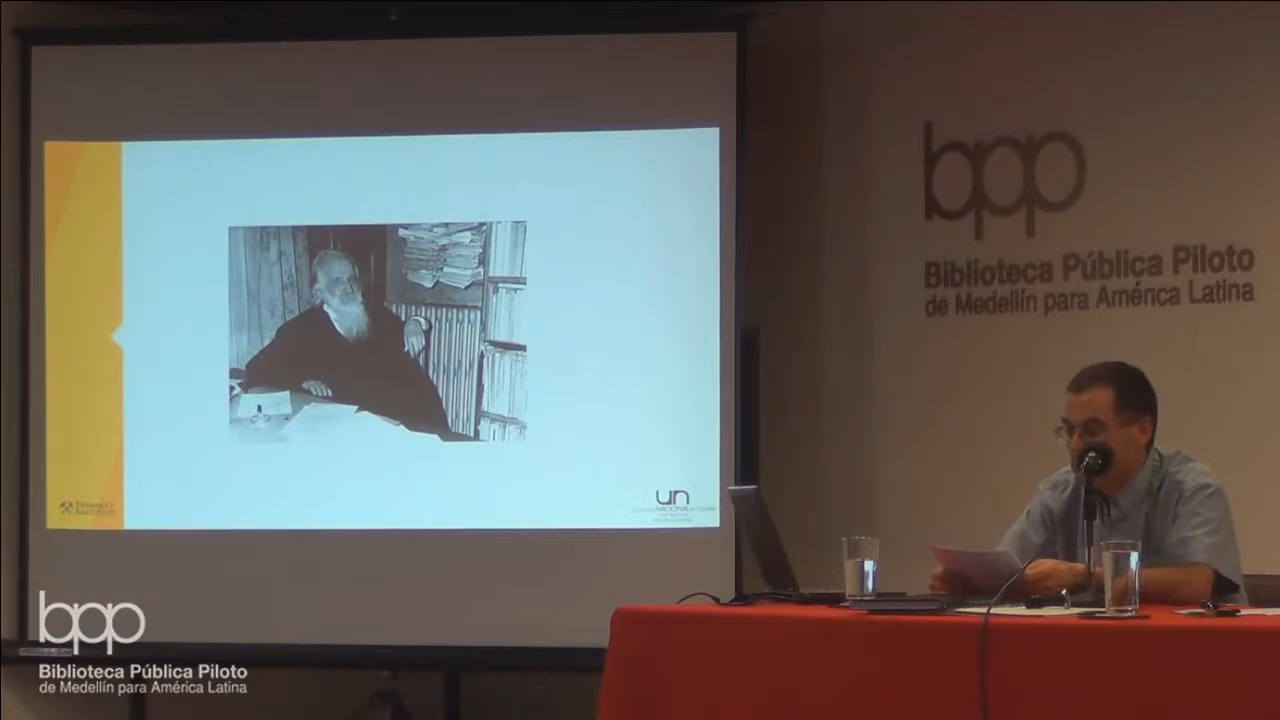 bpp
Biblioteca Pública Piloto
de Medellín para América Latina
un
NACIONAL
bpp
Biblioteca Pública Piloto
de Medellín para América Latina